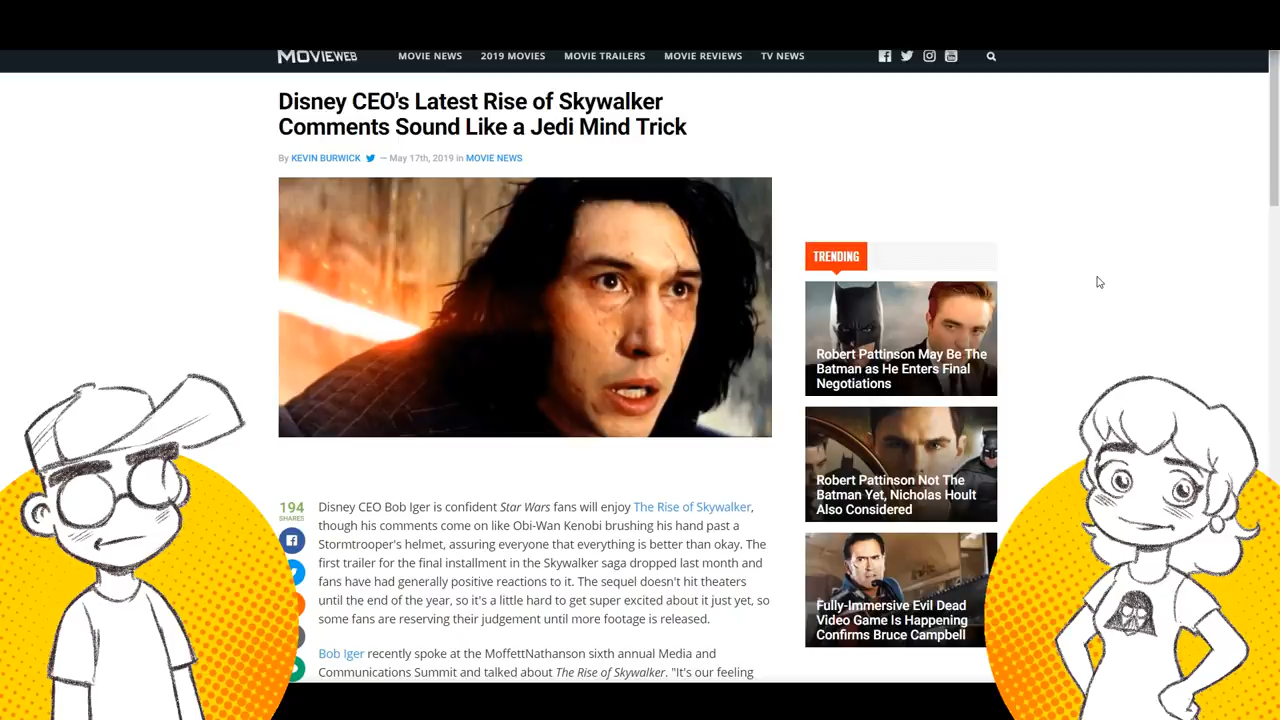 MOVIEWEB
MOVIE NEWS 2019 MOVIES MOVIE TRAILERS MOVIE REVIEWS TV NEWS
Disney CEO's Latest Rise of Skywalker
Comments Sound Like a Jedi Mind Trick
By KEVIN BURWICK — May 17th, 2019 in MOVIE NEWS
194
SHARES
Disney CEO Bob Iger is confident Star Wars fans will enjoy The Rise of Skywalker,
though his comments come on like Obi-Wan Kenobi brushing his hand past a
Stormtrooper's helmet, assuring everyone that everything is better than okay. The
first trailer for the final installment in the Skywalker saga dropped last month and
fans have had generally positive reactions to it. The sequel doesn't hit theaters
until the end of the year, so it's a little hard to get super excited about it just yet, so
some fans are reserving their judgement until more footage is released.
Bob Iger recently spoke at the MoffettNathanson sixth annual Media and
Communications Summit and talked about The Rise of Skywalker. "It's our feeling
TRENDING
Robert Pattinson May Be The
Batman as He Enters Final
Negotiations
Robert Pattinson Not The
Batman Yet, Nicholas Hoult
Also Considered
Fully-Immersive Evil Dead
Video Game Is Happening
Confirms Bruce Campbell